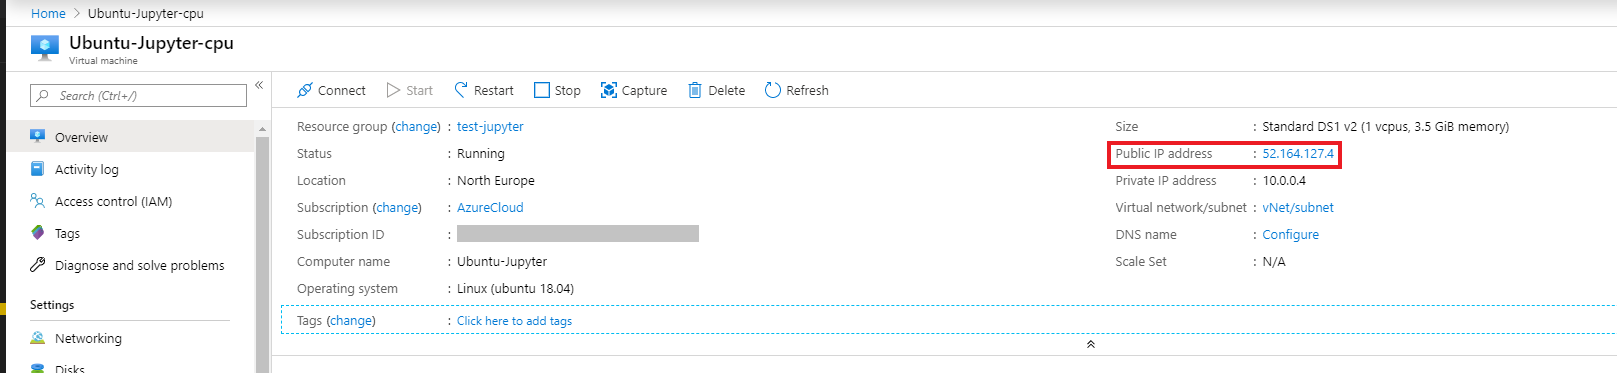 Home > Ubuntu-Jupyter-cpu
Ubuntu-Jupyter-cpu
Virtual machine
Search (Ctrl+/)
«
Overview
Activity log
Access control (IAM)
Tags
Diagnose and solve problems
Settings
Networking
Disks
Connect Start Restart Stop Capture Delete Refresh
Resource group (change) : test-jupyter
Status : Running
Location : North Europe
Subscription (change) : AzureCloud
Subscription ID :
Computer name : Ubuntu-Jupyter
Operating system : Linux (ubuntu 18.04)
Tags (change) : Click here to add tags
Size : Standard DS1 v2 (1 vcpus, 3.5 GiB memory)
Public IP address : 52.164.127.4
Private IP address : 10.0.0.4
Virtual network/subnet : vNet/subnet
DNS name : Configure
Scale Set : N/A